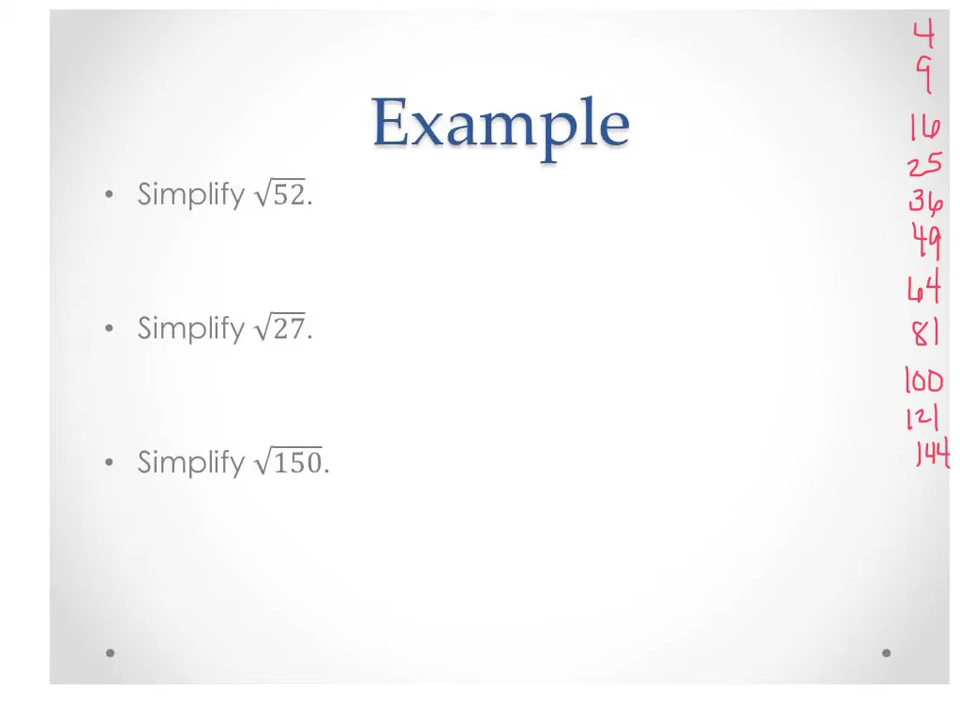 Example
• Simplify √52.
• Simplify √27.
• Simplify √150.
4
9
16
25
36
49
64
81
100
121
144